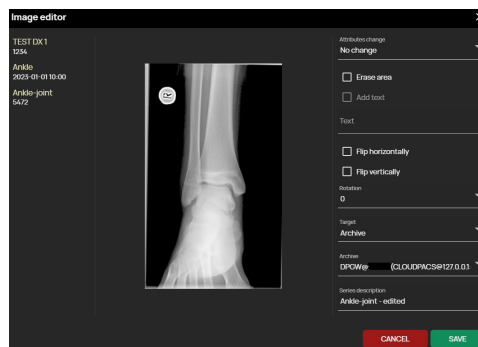 Image editor
TEST DX 1
1234
Ankle
2023-01-01 10:00
Ankle-joint
5472
R
Attributes change
No change
Erase area
Add text
Text
Flip horizontally
Flip vertically
Rotation
0
Target
Archive
Archive
DPGW@ (CLOUDPACS@127.0.0.1
Series description
Ankle-joint - edited
CANCEL
SAVE